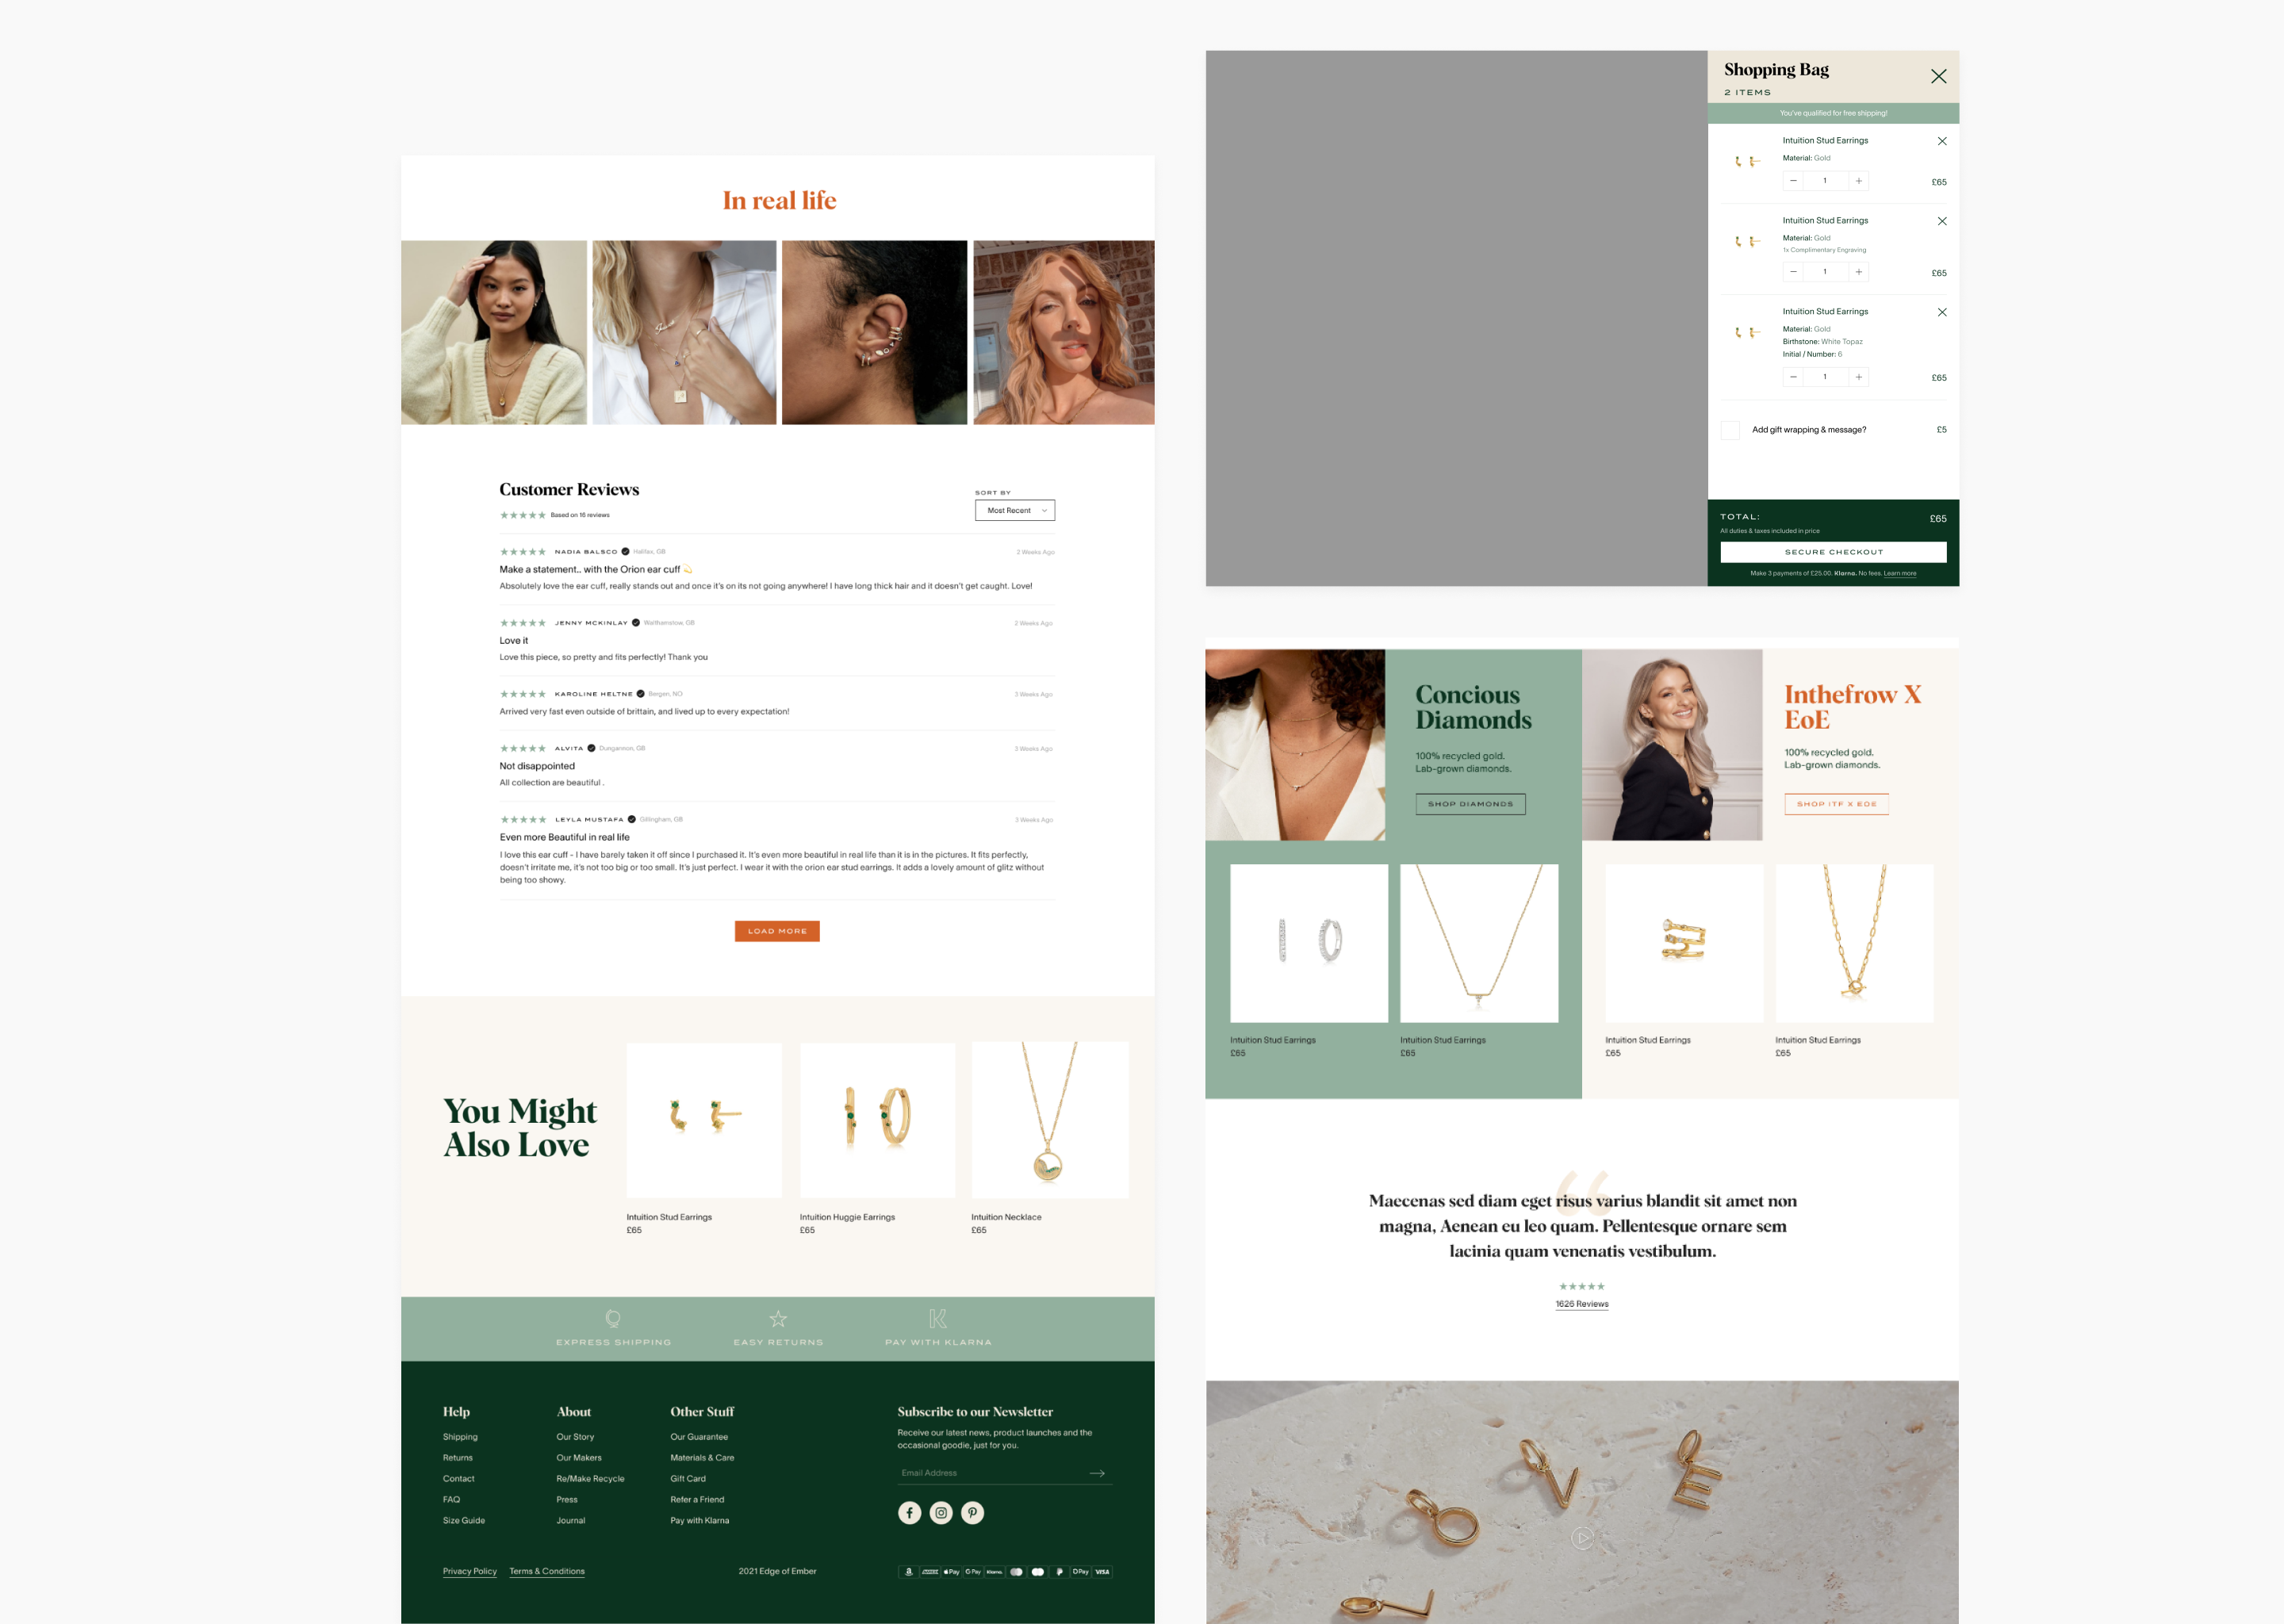 In real life
Customer Reviews
Based on 16 reviews
SORT BY
Most Recent
NADIA BALSCO Halifax, GB
2 Weeks Ago
Make a statement.. with the Orion ear cuff 💫
Absolutely love the ear cuff, really stands out and once it's on its not going anywhere! I have long thick hair and it doesn't get caught. Love!
JENNY MCKINLAY Walthamstow, GB
2 Weeks Ago
Love it
Love this piece, so pretty and fits perfectly! Thank you
KAROLINE HELTNE Bergen, NO
3 Weeks Ago
Arrived very fast even outside of brittain, and lived up to every expectation!
ALVITA Dungannon, GB
3 Weeks Ago
Not disappointed
All collection are beautiful .
LEYLA MUSTAFA Gillingham, GB
3 Weeks Ago
Even more Beautiful in real life
I love this ear cuff - I have barely taken it off since I purchased it. It's even more beautiful in real life than it is in the pictures. It fits perfectly,
doesn't irritate me, it's not too big or too small. It's just perfect. I wear it with the orion ear stud earrings. It adds a lovely amount of glitz without
being too showy.
LOAD MORE
You Might
Also Love
Intuition Stud Earrings
£65
Intuition Huggie Earrings
£65
Intuition Necklace
£65
EXPRESS SHIPPING
EASY RETURNS
PAY WITH KLARNA
Help
Shipping
Returns
Contact
FAQ
Size Guide
About
Our Story
Our Makers
Re/Make Recycle
Press
Journal
Other Stuff
Our Guarantee
Materials & Care
Gift Card
Refer a Friend
Pay with Klarna
Subscribe to our Newsletter
Receive our latest news, product launches and the
occasional goodie, just for you.
Email Address
Privacy Policy
Terms & Conditions
2021 Edge of Ember
Pay
G Pay
Klarna.
Pay
VISA
Shopping Bag
2 ITEMS
You've qualified for free shipping!
Intuition Stud Earrings
Material: Gold
1
£65
Intuition Stud Earrings
Material: Gold
1x Complimentary Engraving
1
£65
Intuition Stud Earrings
Material: Gold
Birthstone: White Topaz
Initial / Number: 6
1
£65
Add gift wrapping & message?
£5
TOTAL:
£65
All duties & taxes included in price
SECURE CHECKOUT
Make 3 payments of £25.00. Klarna. No fees. Learn more
Concious
Diamonds
100% recycled gold.
Lab-grown diamonds.
SHOP DIAMONDS
Inthefrow X
EoE
100% recycled gold.
Lab-grown diamonds.
SHOP ITF X EOE
Intuition Stud Earrings
£65
Intuition Stud Earrings
£65
Intuition Stud Earrings
£65
Intuition Stud Earrings
£65
“
Maecenas sed diam eget risus varius blandit sit amet non
magna, Aenean eu leo quam. Pellentesque ornare sem
lacinia quam venenatis vestibulum.
1626 Reviews